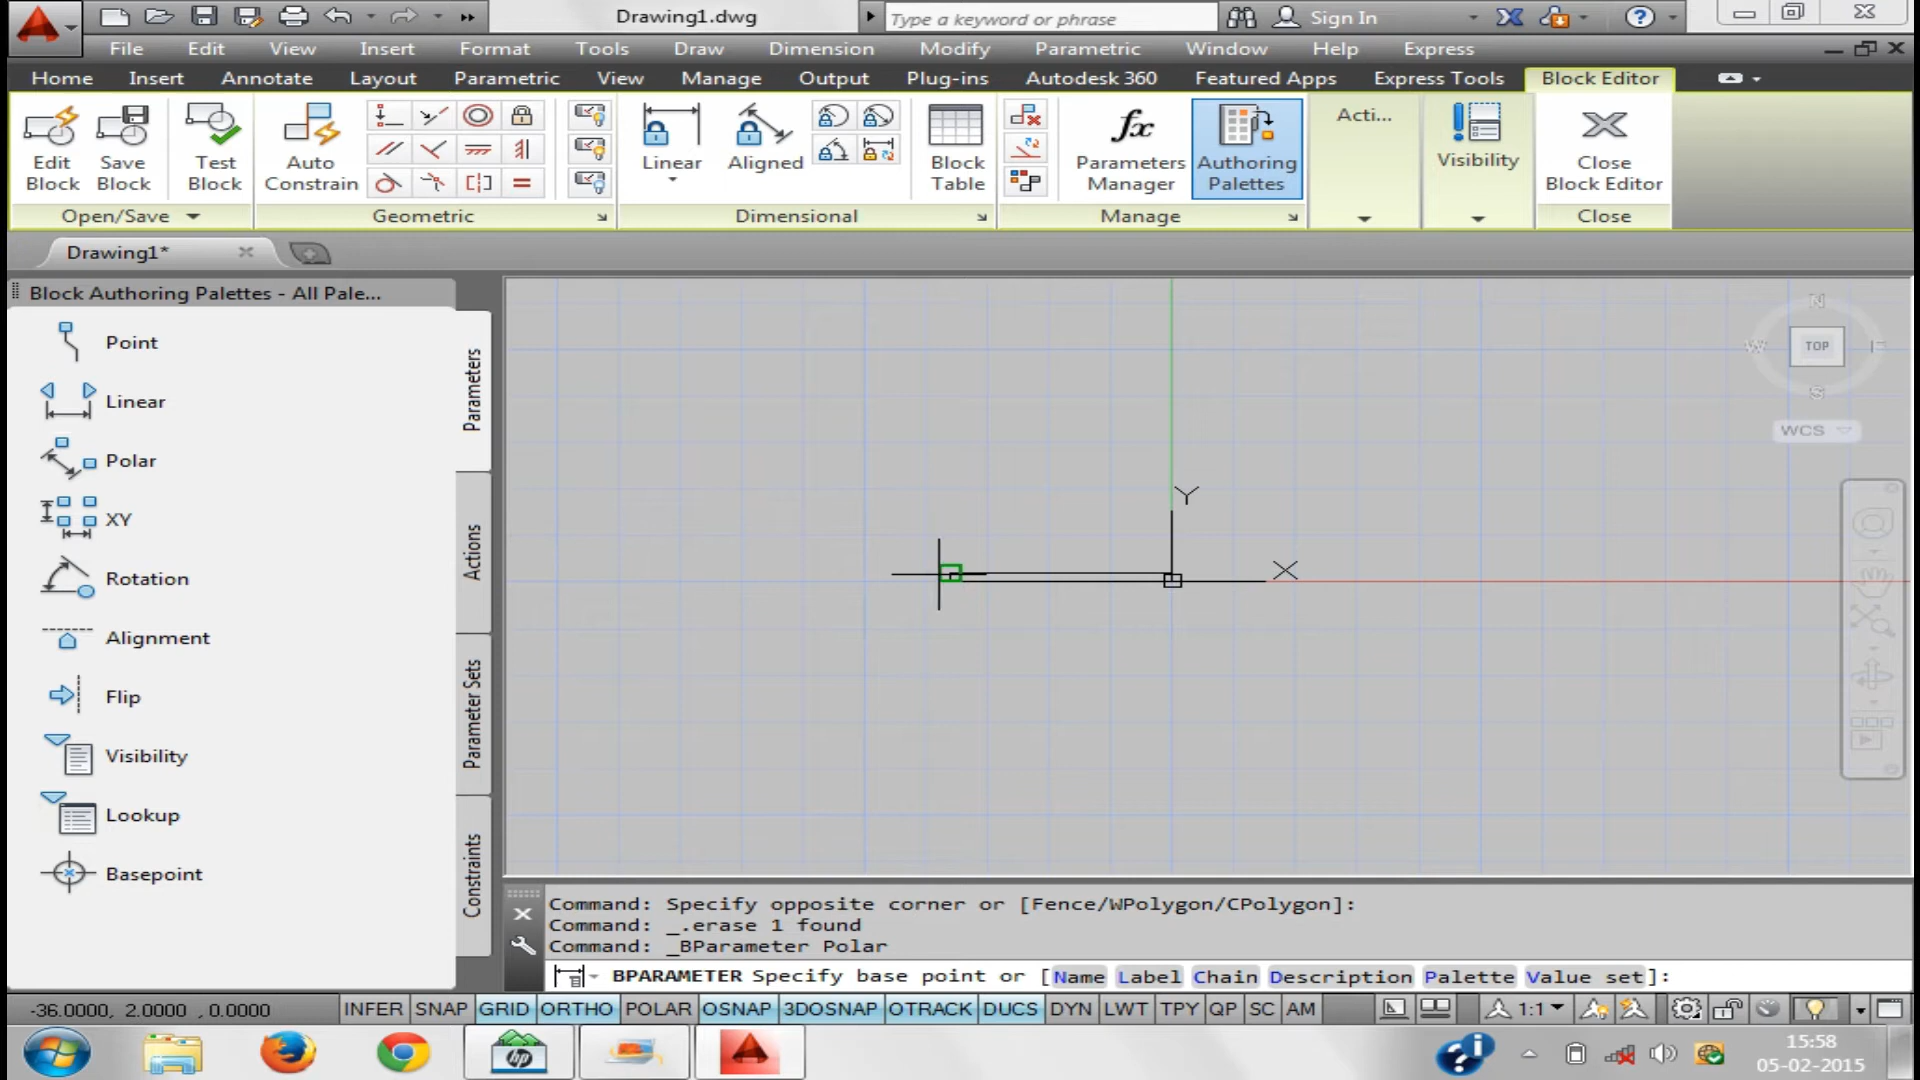 Drawing1.dwg
Type a keyword or phrase
Sign In
File Edit View Insert Format Tools Draw Dimension Modify Parametric Window Help Express
Home Insert Annotate Layout Parametric View Manage Output Plug-ins Autodesk 360 Featured Apps Express Tools Block Editor
Edit Block
Save Block
Test Block
Auto Constrain
Linear
Aligned
Block Table
fx
Parameters Manager
Authoring Palettes
Acti...
Visibility
Close Block Editor
Open/Save Geometric Dimensional Manage Close
Drawing1*
Block Authoring Palettes - All Pale...
Point
Linear
Polar
XY
Rotation
Alignment
Flip
Visibility
Lookup
Basepoint
Parameters
Actions
Parameter Sets
Constraints
Y
X
N
W
TOP
S
WCS
Command: Specify opposite corner or [Fence/WPolygon/CPolygon]:
Command: _.erase 1 found
Command: _BParameter Polar
BPARAMETER Specify base point or [Name Label Chain Description Palette Value set]:
-36.0000, 2.0000 , 0.0000 INFER SNAP GRID ORTHO POLAR OSNAP 3DOSNAP OTRACK DUCS DYN LWT TPY QP SC AM 1:1
hp
15:58
05-02-2015